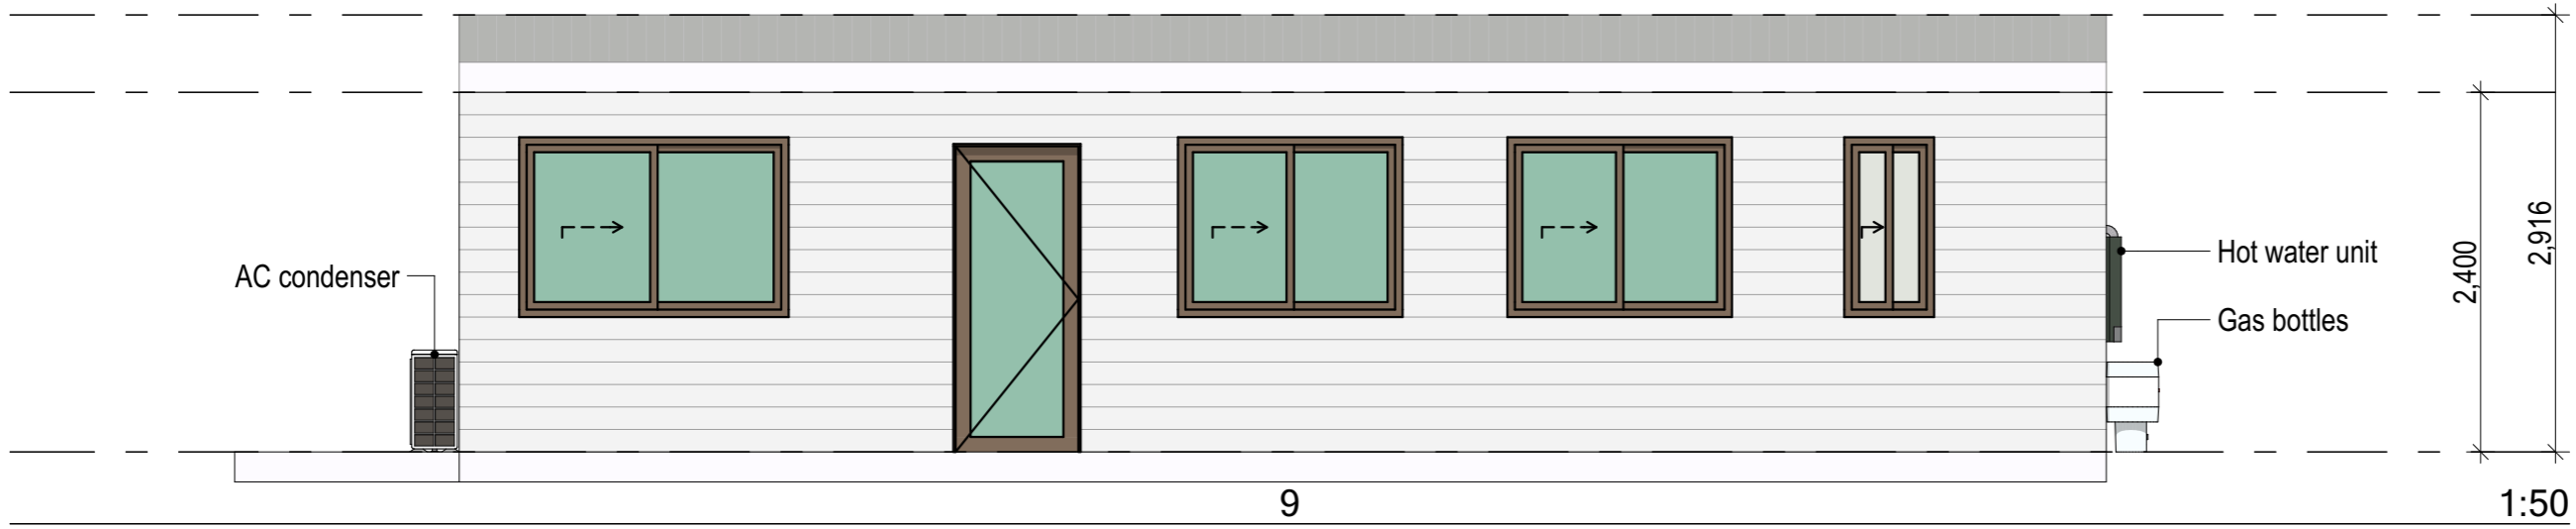 AC condenser
Hot water unit
Gas bottles
2,400
2,916
9
1:50